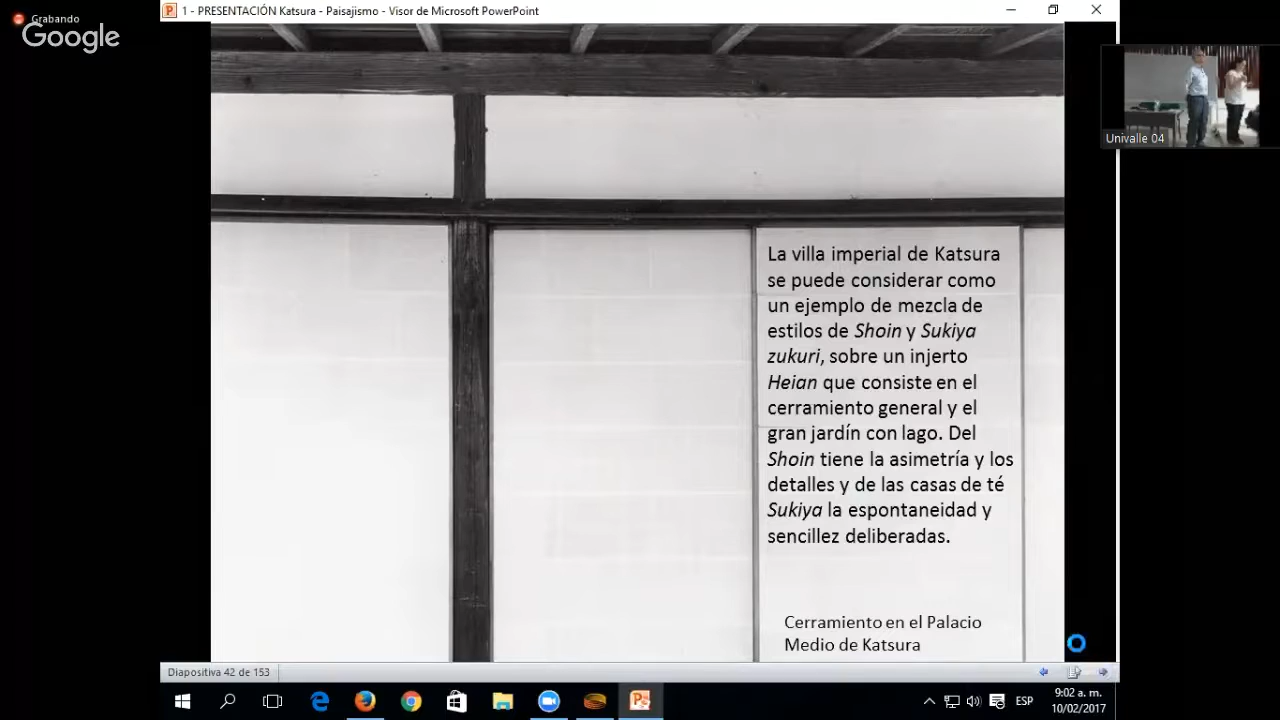 Grabando
Google
1 - PRESENTACIÓN Katsura - Paisajismo - Visor de Microsoft PowerPoint
Univalle 04
La villa imperial de Katsura
se puede considerar como
un ejemplo de mezcla de
estilos de Shoin y Sukiya
zukuri, sobre un injerto
Heian que consiste en el
cerramiento general y el
gran jardín con lago. Del
Shoin tiene la asimetría y los
detalles y de las casas de té
Sukiya la espontaneidad y
sencillez deliberadas.
Cerramiento en el Palacio
Medio de Katsura
Diapositiva 42 de 153
ESP
9:02 a. m.
10/02/2017